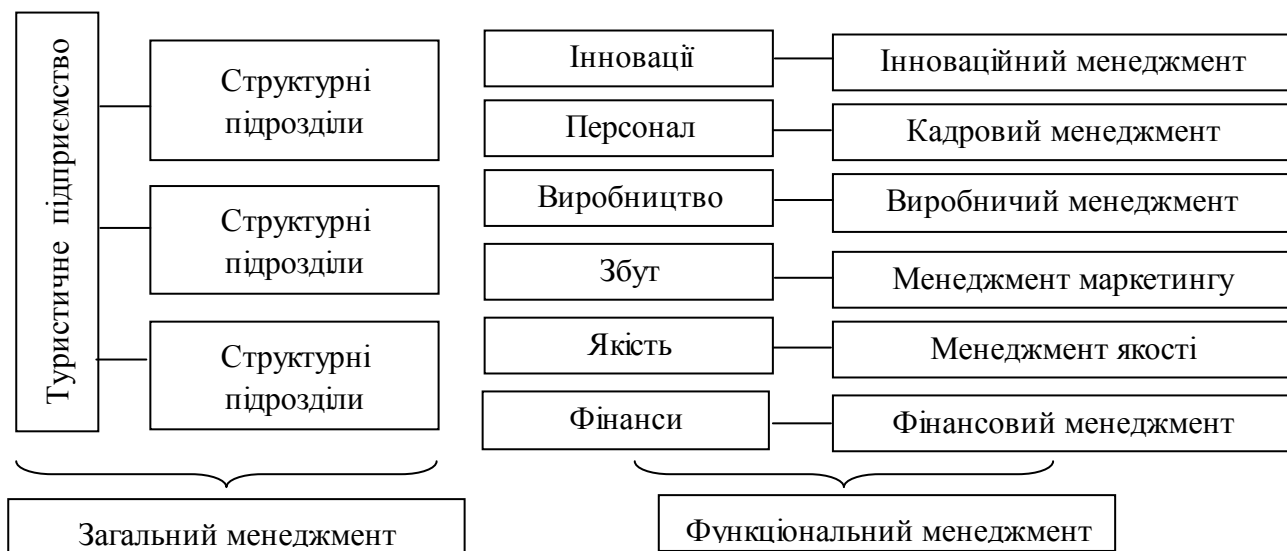 Туристичне підприємство
Структурні
підрозділи
Структурні
підрозділи
Структурні
підрозділи
Інновації
Інноваційний менеджмент
Персонал
Кадровий менеджмент
Виробництво
Виробничий менеджмент
Збут
Менеджмент маркетингу
Якість
Менеджмент якості
Фінанси
Фінансовий менеджмент
Загальний менеджмент
Функціональний менеджмент